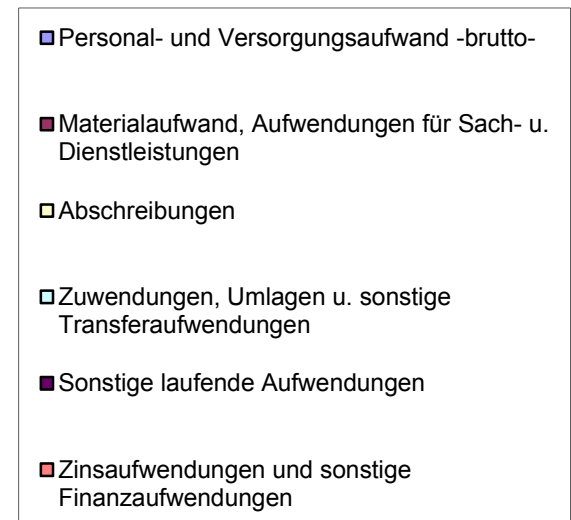 Personal- und Versorgungsaufwand -brutto-
Materialaufwand, Aufwendungen für Sach- u.
Dienstleistungen
Abschreibungen
Zuwendungen, Umlagen u. sonstige
Transferaufwendungen
Sonstige laufende Aufwendungen
Zinsaufwendungen und sonstige
Finanzaufwendungen